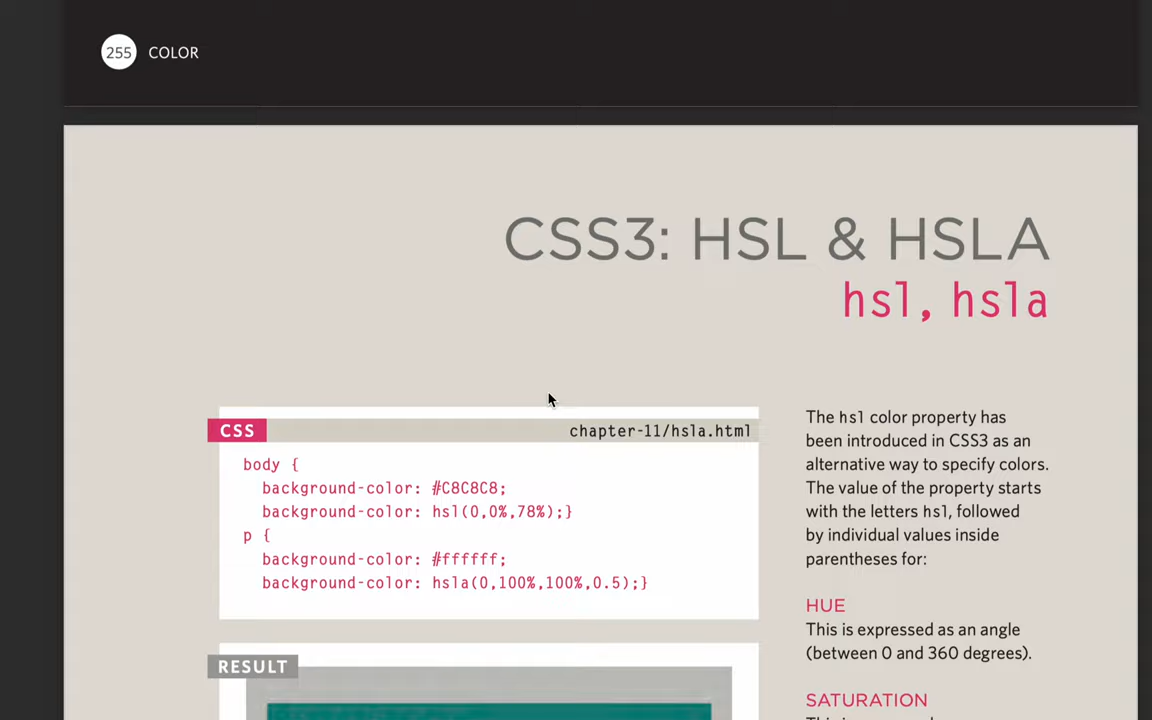 255 COLOR
CSS3: HSL & HSLA
hsl, hsla
CSS chapter-11/hsla.html
body {
background-color: #C8C8C8;
background-color: hsl(0,0%,78%);}
p {
background-color: #ffffff;
background-color: hsla(0,100%,100%,0.5);}
RESULT
The hsl color property has
been introduced in CSS3 as an
alternative way to specify colors.
The value of the property starts
with the letters hsl, followed
by individual values inside
parentheses for:
HUE
This is expressed as an angle
(between 0 and 360 degrees).
SATURATION